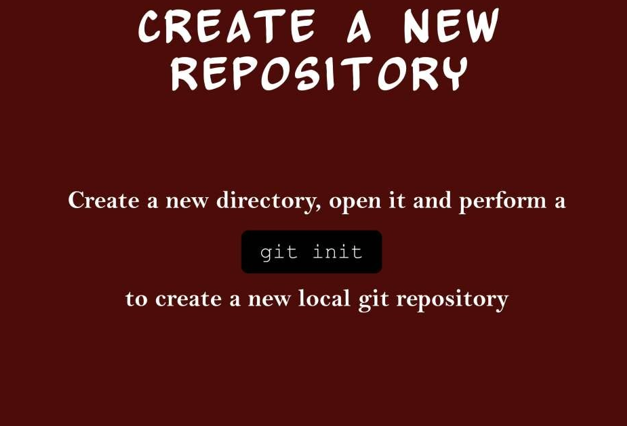 CREATE A NEW
REPOSITORY
Create a new directory, open it and perform a
git init
to create a new local git repository